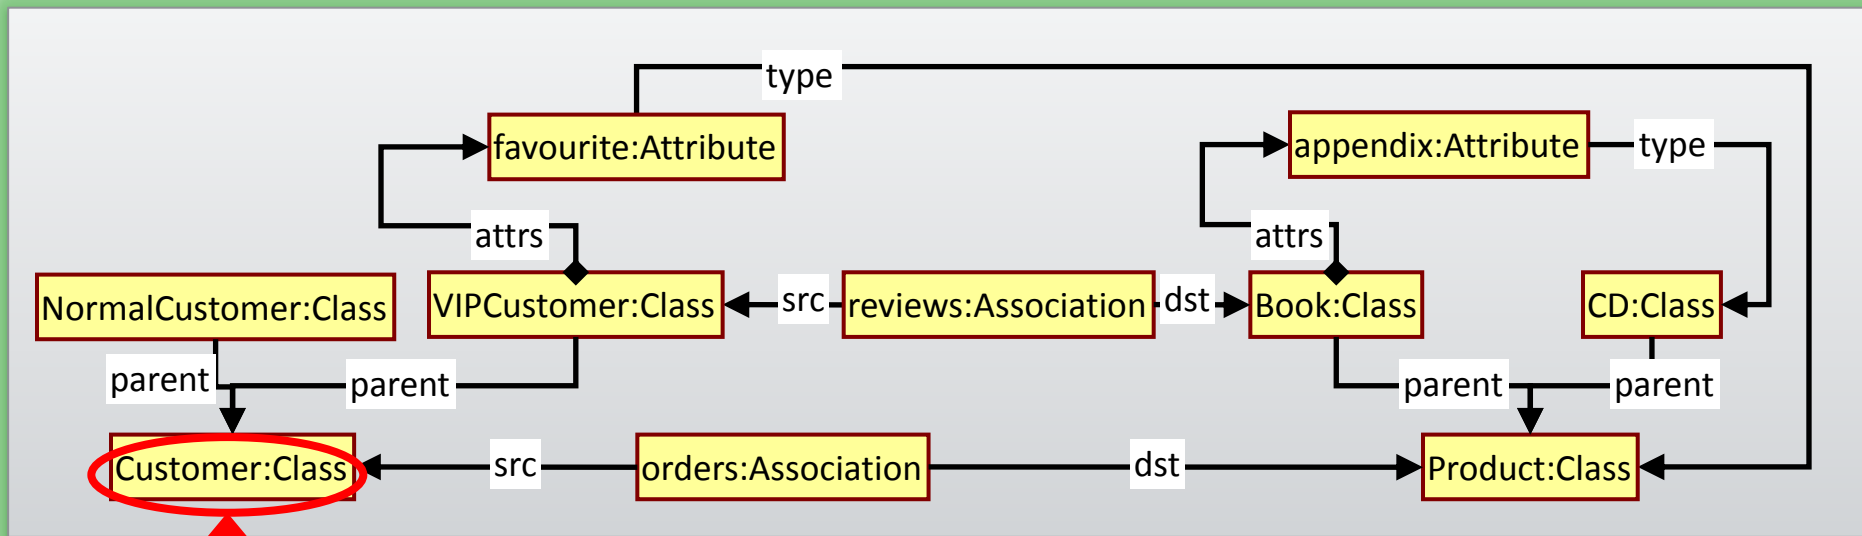 type
favourite:Attribute
appendix:Attribute
type
attrs
attrs
NormalCustomer:Class
VIPCustomer:Class
src
reviews:Association
dst
Book:Class
CD:Class
parent
parent
parent
parent
Customer:Class
src
orders:Association
dst
Product:Class